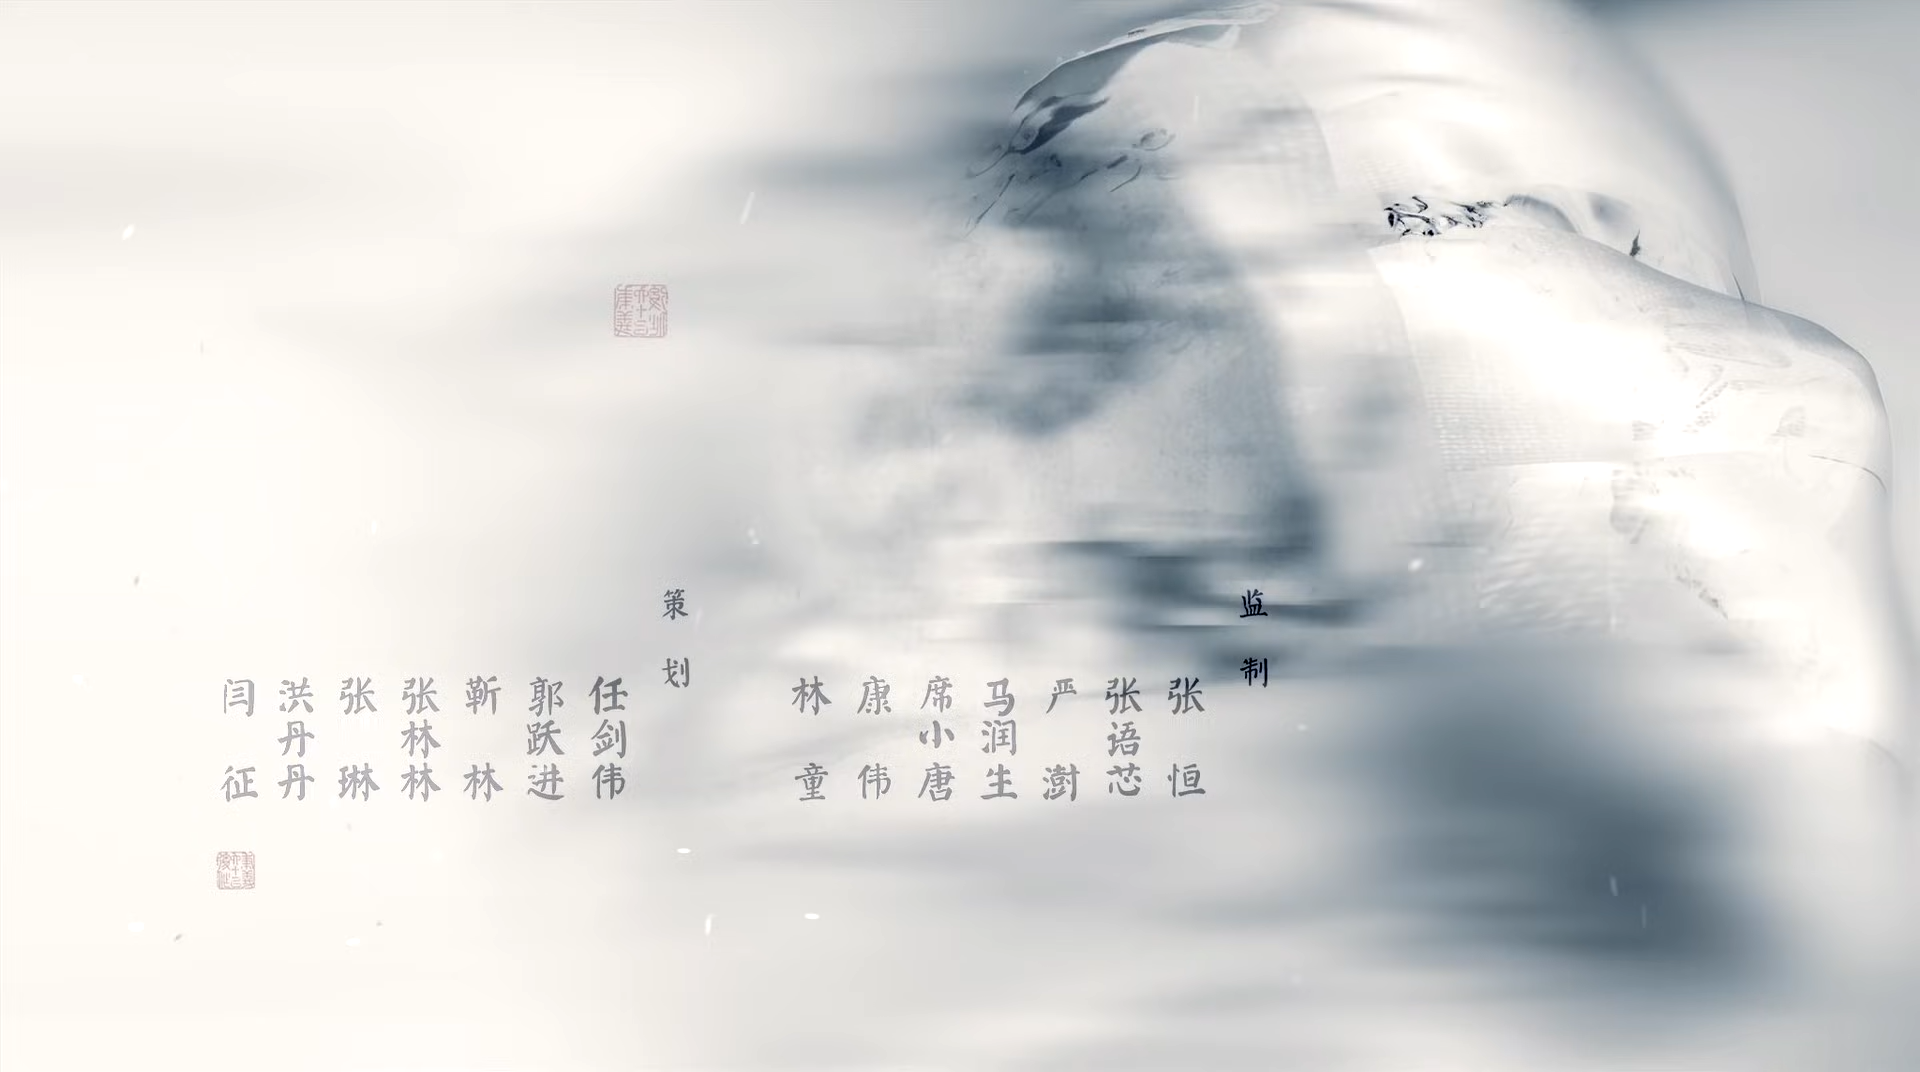 监制
张恒
张语芯
严澍
马润生
席小唐
康伟
林童
策划
任剑伟
郭跃进
靳林
张林林
张琳
洪丹丹
闫征